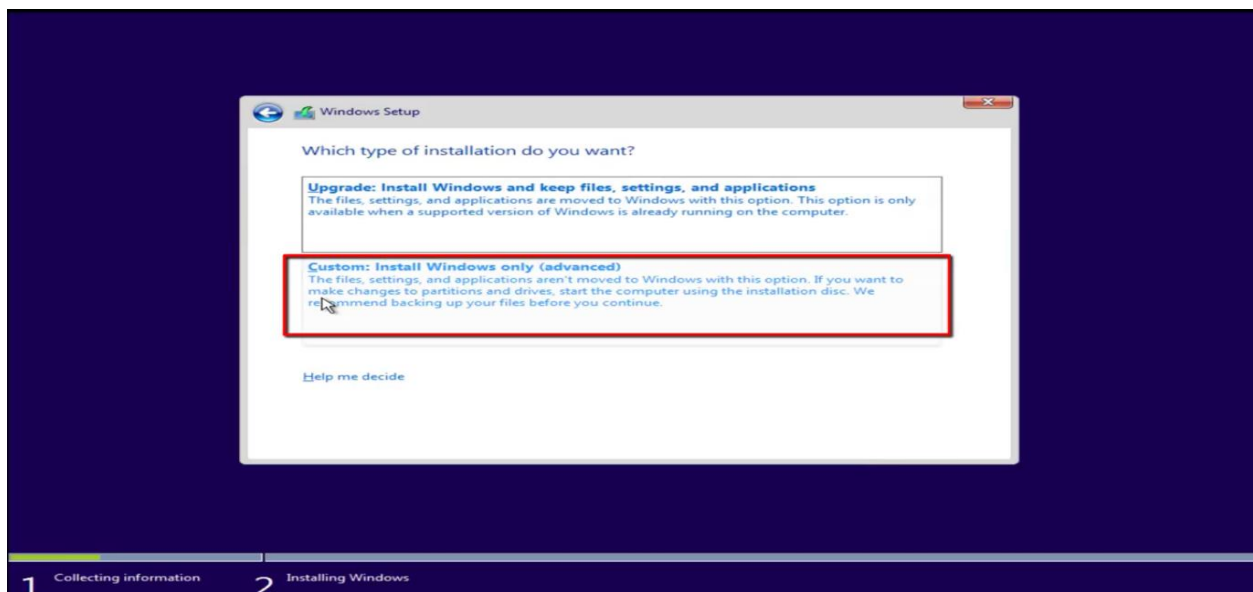 Windows Setup
Which type of installation do you want?
Upgrade: Install Windows and keep files, settings, and applications
The files, settings, and applications are moved to Windows with this option. This option is only
available when a supported version of Windows is already running on the computer.
Custom: Install Windows only (advanced)
The files, settings, and applications aren't moved to Windows with this option. If you want to
make changes to partitions and drives, start the computer using the installation disc. We
recommend backing up your files before you continue.
Help me decide
1 Collecting information 2 Installing Windows